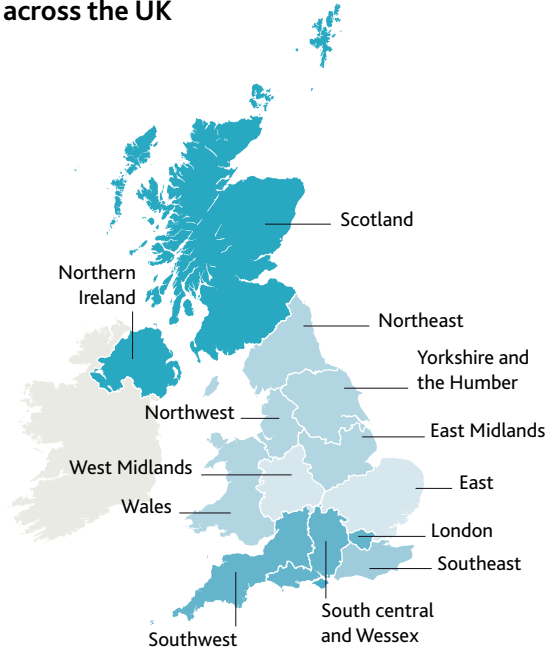 across the UK
Scotland
Northern
Ireland
Northeast
Yorkshire and
the Humber
Northwest
East Midlands
West Midlands
East
Wales
London
Southeast
South central
and Wessex
Southwest